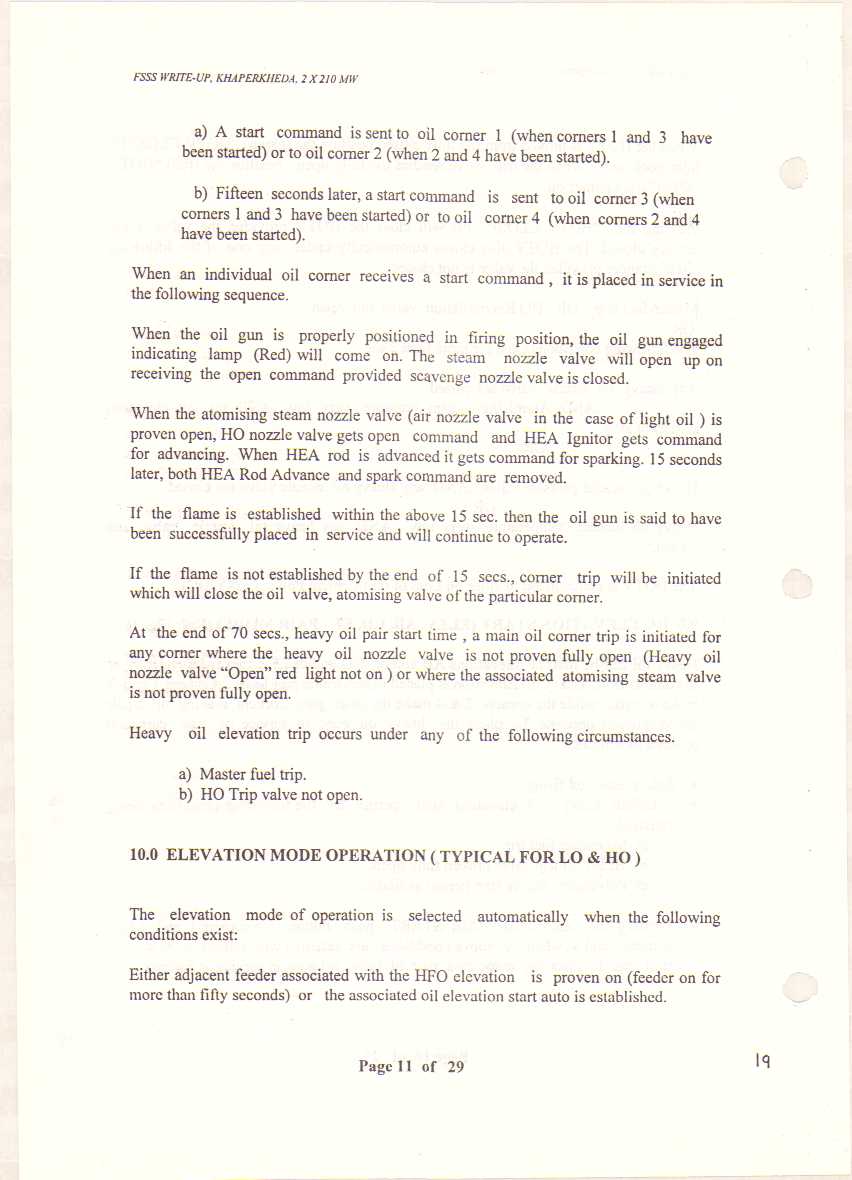 FSSS WRITE-UP, KHAPERKHEDA, 2 X 210 MW
a) A start command is sent to oil corner 1 (when corners 1 and 3 have
been started) or to oil corner 2 (when 2 and 4 have been started).
b) Fifteen seconds later, a start command is sent to oil corner 3 (when
corners 1 and 3 have been started) or to oil corner 4 (when corners 2 and 4
have been started).
When an individual oil corner receives a start command , it is placed in service in
the following sequence.
When the oil gun is properly positioned in firing position, the oil gun engaged
indicating lamp (Red) will come on. The steam nozzle valve will open up on
receiving the open command provided scavenge nozzle valve is closed.
When the atomising steam nozzle valve (air nozzle valve in the case of light oil ) is
proven open, HO nozzle valve gets open command and HEA Ignitor gets command
for advancing. When HEA rod is advanced it gets command for sparking. 15 seconds
later, both HEA Rod Advance and spark command are removed.
If the flame is established within the above 15 sec. then the oil gun is said to have
been successfully placed in service and will continue to operate.
If the flame is not established by the end of 15 secs., corner trip will be initiated
which will close the oil valve, atomising valve of the particular corner.
At the end of 70 secs., heavy oil pair start time , a main oil corner trip is initiated for
any corner where the heavy oil nozzle valve is not proven fully open (Heavy oil
nozzle valve “Open” red light not on ) or where the associated atomising steam valve
is not proven fully open.
Heavy oil elevation trip occurs under any of the following circumstances.
a) Master fuel trip.
b) HO Trip valve not open.
10.0 ELEVATION MODE OPERATION ( TYPICAL FOR LO & HO )
The elevation mode of operation is selected automatically when the following
conditions exist:
Either adjacent feeder associated with the HFO elevation is proven on (feeder on for
more than fifty seconds) or the associated oil elevation start auto is established.
Page 11 of 29
19